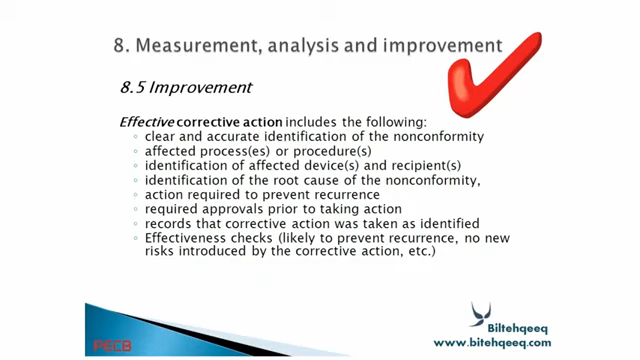 8. Measurement, analysis and improvement
8.5 Improvement
Effective corrective action includes the following:
◦ clear and accurate identification of the nonconformity
◦ affected process(es) or procedure(s)
◦ identification of affected device(s) and recipient(s)
◦ identification of the root cause of the nonconformity,
◦ action required to prevent recurrence
◦ required approvals prior to taking action
◦ records that corrective action was taken as identified
◦ Effectiveness checks (likely to prevent recurrence, no new
risks introduced by the corrective action, etc.)
PECB
Biltehqeeq
www.bitehqeeq.com